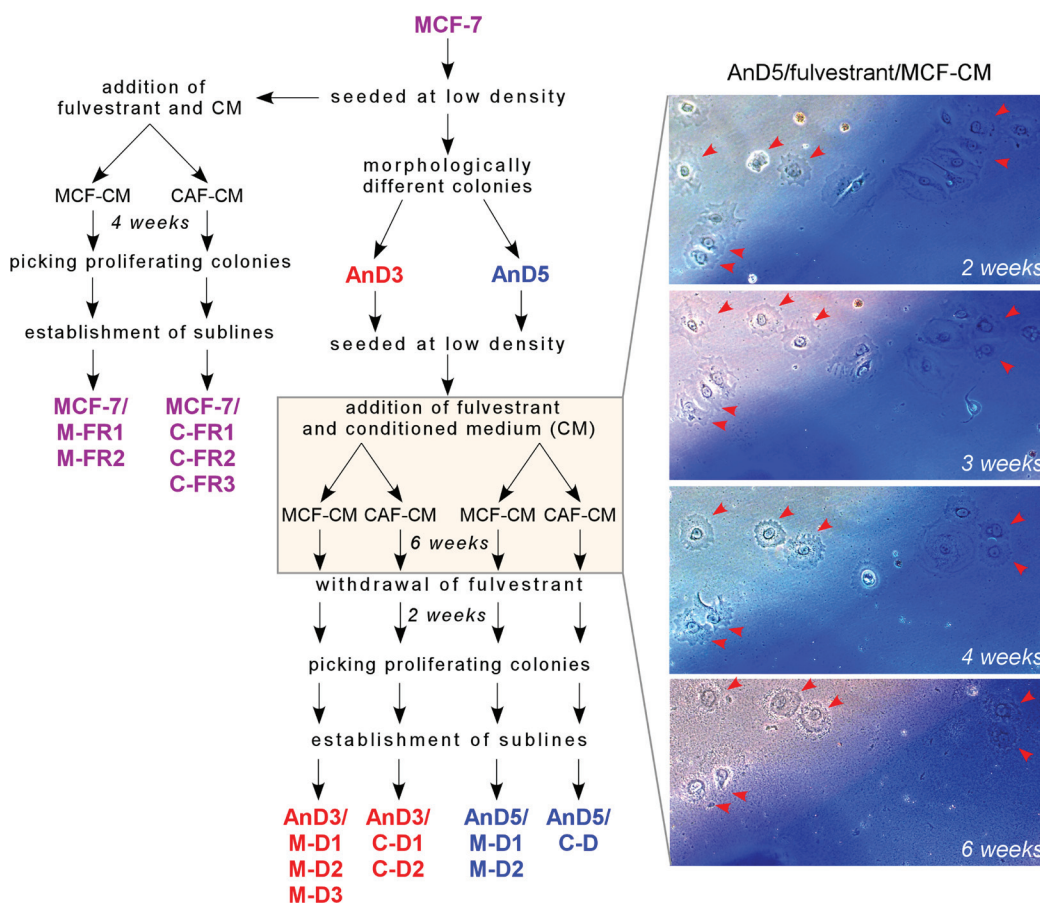 MCF-7
seeded at low density
addition of
fulvestrant and CM
MCF-CM
CAF-CM
4 weeks
picking proliferating colonies
establishment of sublines
MCF-7/
M-FR1
M-FR2
MCF-7/
C-FR1
C-FR2
C-FR3
morphologically
different colonies
AnD3
AnD5
seeded at low density
addition of fulvestrant
and conditioned medium (CM)
MCF-CM
CAF-CM
MCF-CM
CAF-CM
6 weeks
withdrawal of fulvestrant
2 weeks
picking proliferating colonies
establishment of sublines
AnD3/
M-D1
M-D2
M-D3
AnD3/
C-D1
C-D2
AnD5/
M-D1
M-D2
AnD5/
C-D
AnD5/fulvestrant/MCF-CM
2 weeks
3 weeks
4 weeks
6 weeks